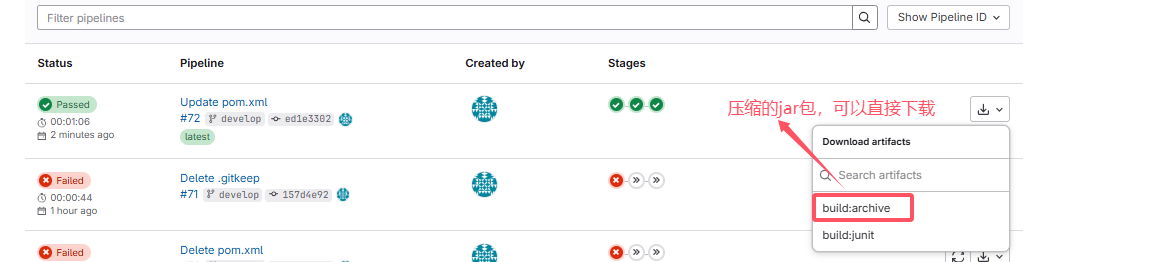 Filter pipelines
Show Pipeline ID
Status Pipeline Created by Stages
Passed
00:01:06
2 minutes ago
Update pom.xml
#72 develop ed1e3302
latest
压缩的jar包，可以直接下载
Download artifacts
Search artifacts
build:archive
build:junit
Failed
00:00:44
1 hour ago
Delete .gitkeep
#71 develop 157d4e92
Failed
Delete pom.xml